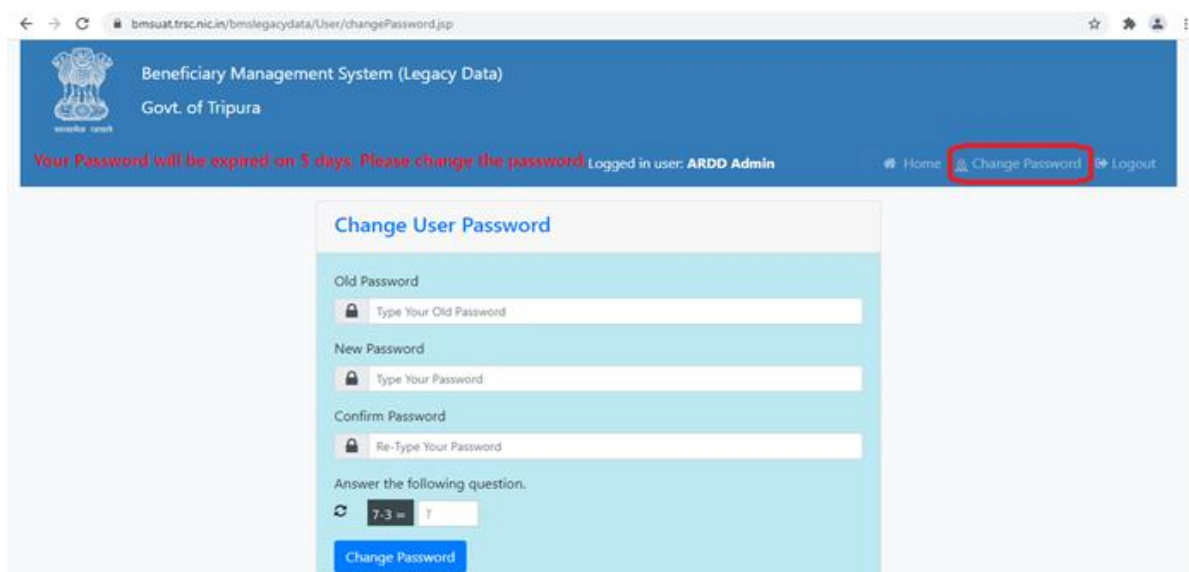 bmsuat.trsc.nic.in/bmslegacydata/User/changePassword.jsp
Beneficiary Management System (Legacy Data)
Govt. of Tripura
Your Password will be expired on 5 days. Please change the password. Logged in user: ARDD Admin Home Change Password Logout
Change User Password
Old Password
Type Your Old Password
New Password
Type Your Password
Confirm Password
Re-Type Your Password
Answer the following question.
7-3 = ?
Change Password